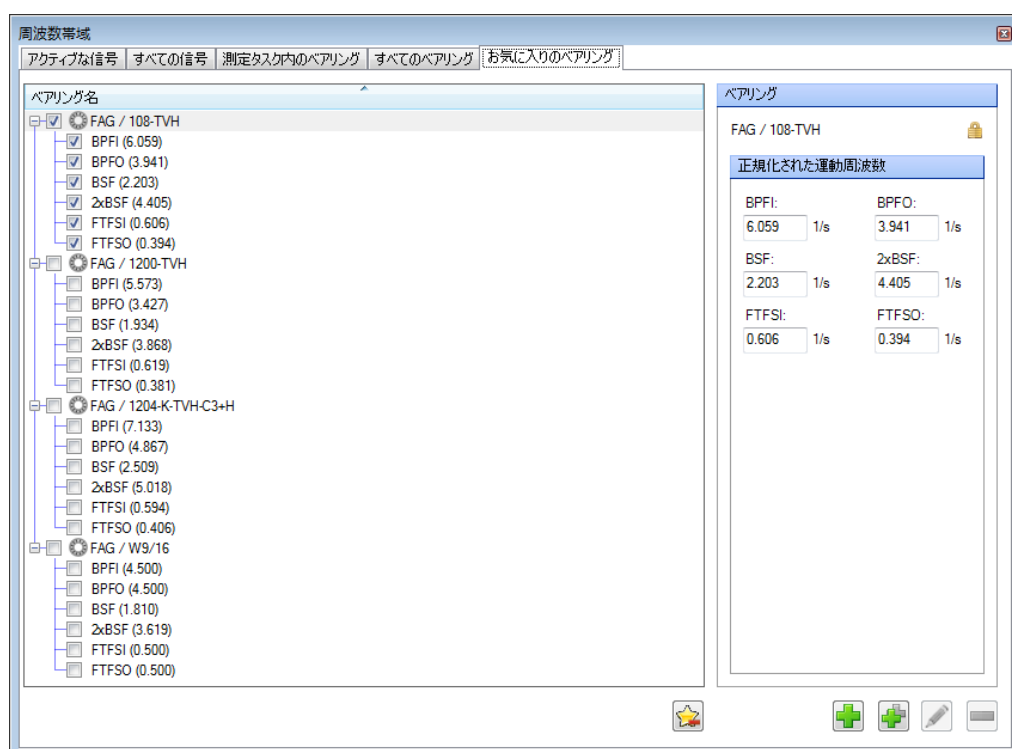 周波数帯域
アクティブな信号 すべての信号 測定タスク内のベアリング すべてのベアリング お気に入りのベアリング
ベアリング名
FAG / 108-TVH
BPFI (6.059)
BPFO (3.941)
BSF (2.203)
2xBSF (4.405)
FTFSI (0.606)
FTFSO (0.394)
FAG / 1200-TVH
BPFI (5.573)
BPFO (3.427)
BSF (1.934)
2xBSF (3.868)
FTFSI (0.619)
FTFSO (0.381)
FAG / 1204-K-TVH-C3+H
BPFI (7.133)
BPFO (4.867)
BSF (2.509)
2xBSF (5.018)
FTFSI (0.594)
FTFSO (0.406)
FAG / W9/16
BPFI (4.500)
BPFO (4.500)
BSF (1.810)
2xBSF (3.619)
FTFSI (0.500)
FTFSO (0.500)
ベアリング
FAG / 108-TVH
正規化された運動周波数
BPFI: BPFO:
6.059 1/s 3.941 1/s
BSF: 2xBSF:
2.203 1/s 4.405 1/s
FTFSI: FTFSO:
0.606 1/s 0.394 1/s